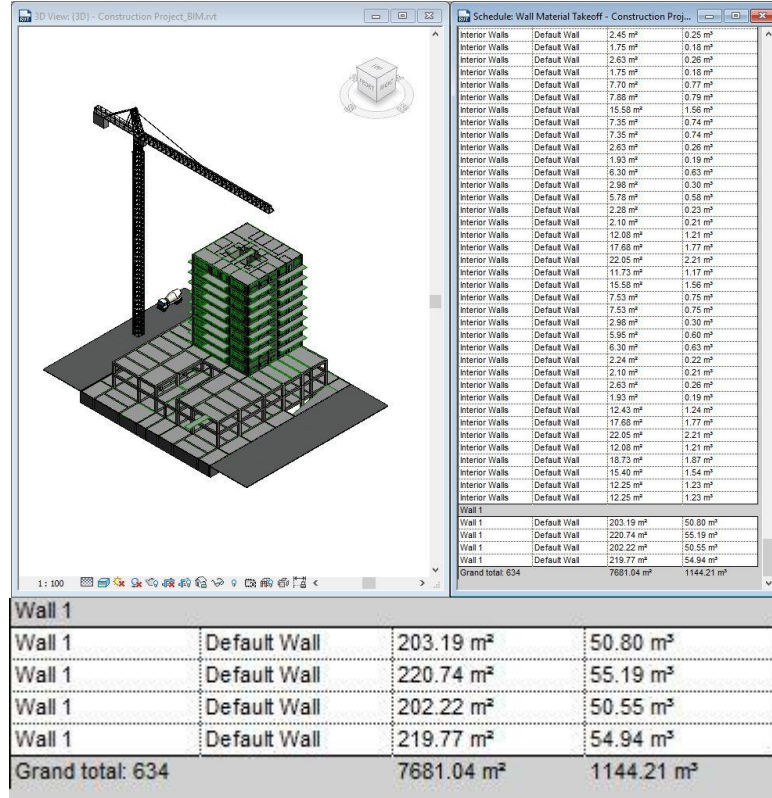 3D View: {3D} - Construction Project_BIM.rvt
1 : 100
Schedule: Wall Material Takeoff - Construction Proj...
Interior Walls Default Wall 2.45 m² 0.25 m³
Interior Walls Default Wall 1.75 m² 0.18 m³
Interior Walls Default Wall 2.63 m² 0.26 m³
Interior Walls Default Wall 1.75 m² 0.18 m³
Interior Walls Default Wall 7.70 m² 0.77 m³
Interior Walls Default Wall 7.88 m² 0.79 m³
Interior Walls Default Wall 15.58 m² 1.56 m³
Interior Walls Default Wall 7.35 m² 0.74 m³
Interior Walls Default Wall 7.35 m² 0.74 m³
Interior Walls Default Wall 2.63 m² 0.26 m³
Interior Walls Default Wall 1.93 m² 0.19 m³
Interior Walls Default Wall 6.30 m² 0.63 m³
Interior Walls Default Wall 2.98 m² 0.30 m³
Interior Walls Default Wall 5.78 m² 0.58 m³
Interior Walls Default Wall 2.28 m² 0.23 m³
Interior Walls Default Wall 2.10 m² 0.21 m³
Interior Walls Default Wall 12.08 m² 1.21 m³
Interior Walls Default Wall 17.68 m² 1.77 m³
Interior Walls Default Wall 22.05 m² 2.21 m³
Interior Walls Default Wall 11.73 m² 1.17 m³
Interior Walls Default Wall 15.58 m² 1.56 m³
Interior Walls Default Wall 7.53 m² 0.75 m³
Interior Walls Default Wall 7.53 m² 0.75 m³
Interior Walls Default Wall 2.98 m² 0.30 m³
Interior Walls Default Wall 5.95 m² 0.60 m³
Interior Walls Default Wall 6.30 m² 0.63 m³
Interior Walls Default Wall 2.24 m² 0.22 m³
Interior Walls Default Wall 2.10 m² 0.21 m³
Interior Walls Default Wall 2.63 m² 0.26 m³
Interior Walls Default Wall 1.93 m² 0.19 m³
Interior Walls Default Wall 12.43 m² 1.24 m³
Interior Walls Default Wall 17.68 m² 1.77 m³
Interior Walls Default Wall 22.05 m² 2.21 m³
Interior Walls Default Wall 12.08 m² 1.21 m³
Interior Walls Default Wall 18.73 m² 1.87 m³
Interior Walls Default Wall 15.40 m² 1.54 m³
Interior Walls Default Wall 12.25 m² 1.23 m³
Interior Walls Default Wall 12.25 m² 1.23 m³
Wall 1
Wall 1 Default Wall 203.19 m² 50.80 m³
Wall 1 Default Wall 220.74 m² 55.19 m³
Wall 1 Default Wall 202.22 m² 50.55 m³
Wall 1 Default Wall 219.77 m² 54.94 m³
Grand total: 634 7681.04 m² 1144.21 m³
Wall 1
Wall 1 Default Wall 203.19 m² 50.80 m³
Wall 1 Default Wall 220.74 m² 55.19 m³
Wall 1 Default Wall 202.22 m² 50.55 m³
Wall 1 Default Wall 219.77 m² 54.94 m³
Grand total: 634 7681.04 m² 1144.21 m³